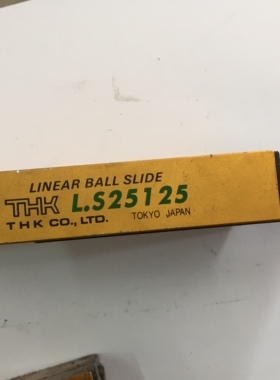 LINEAR BALL SLIDE
THK L.S25125
THK CO., LTD. TOKYO JAPAN